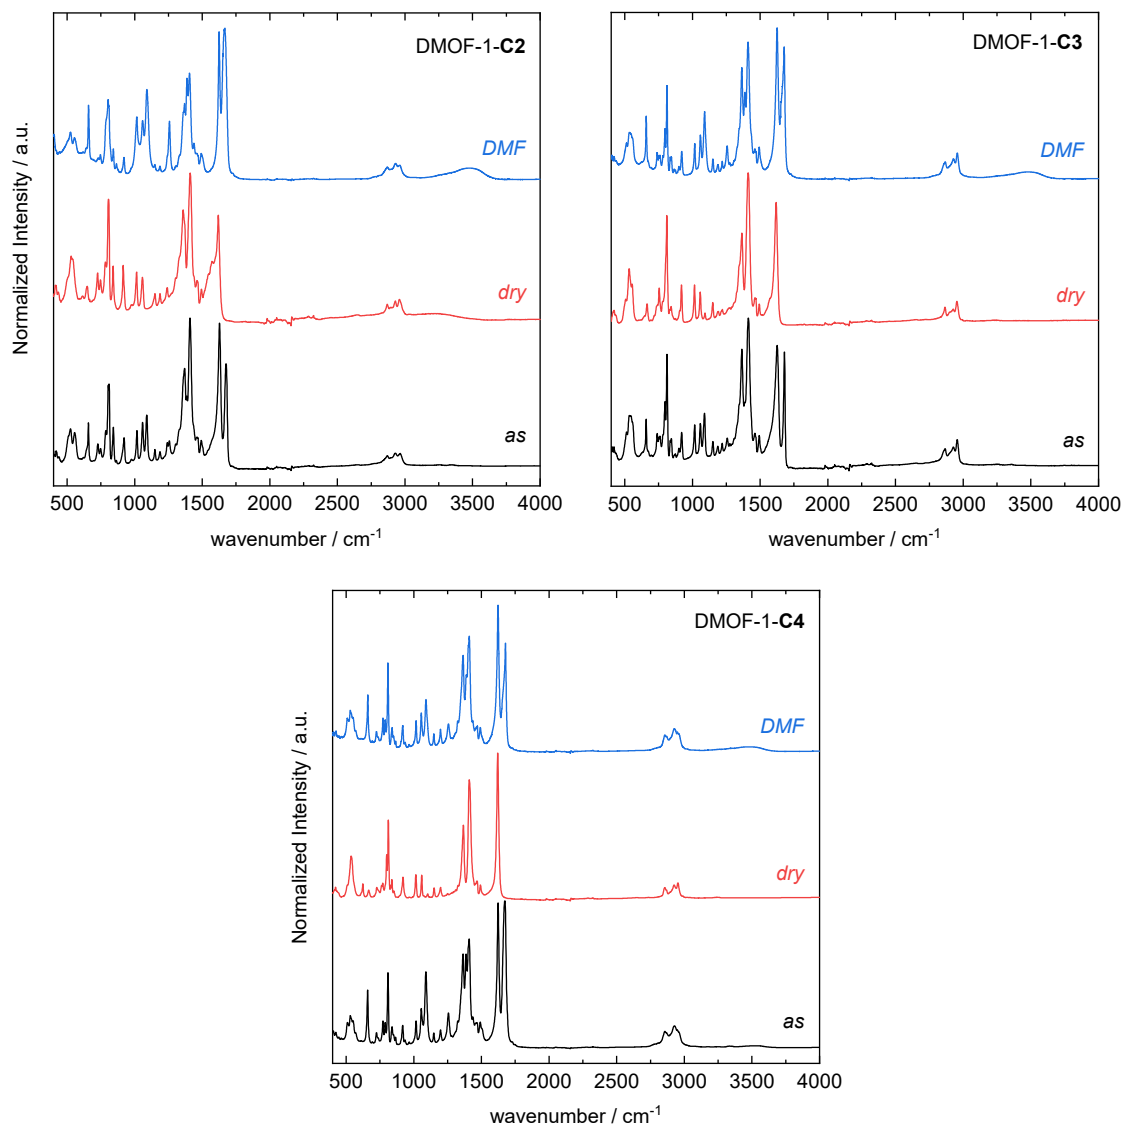 DMOF-1-C2
DMF
dry
as
Normalized Intensity / a.u.
500 1000 1500 2000 2500 3000 3500 4000
wavenumber / cm-1
DMOF-1-C3
DMF
dry
as
500 1000 1500 2000 2500 3000 3500 4000
wavenumber / cm-1
DMOF-1-C4
DMF
dry
as
Normalized Intensity / a.u.
500 1000 1500 2000 2500 3000 3500 4000
wavenumber / cm-1